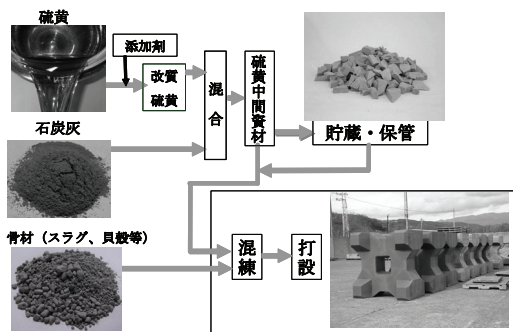 硫黄
添加剤
改質
硫黄
混合
硫黄中間資材
貯蔵・保管
石炭灰
骨材（スラグ、貝殻等）
混練
打設